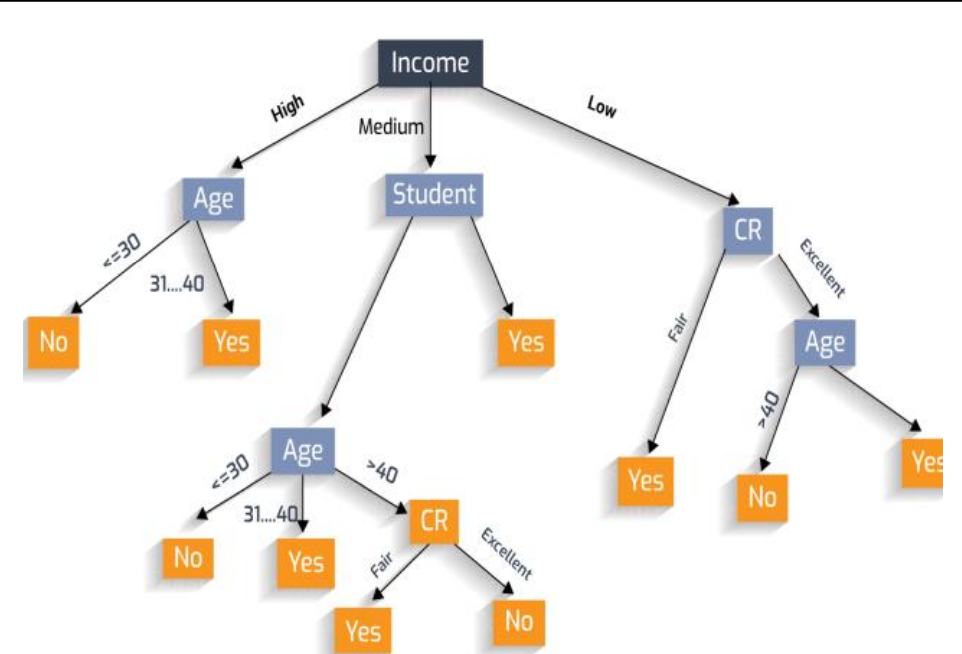 Income
High
Medium
Low
Age
Student
CR
<=30
31....40
Excellent
Fair
No
Yes
Yes
Age
>40
Age
<=30
>40
Yes
Yes
No
31....40
CR
No
Yes
Fair
Excellent
Yes
No